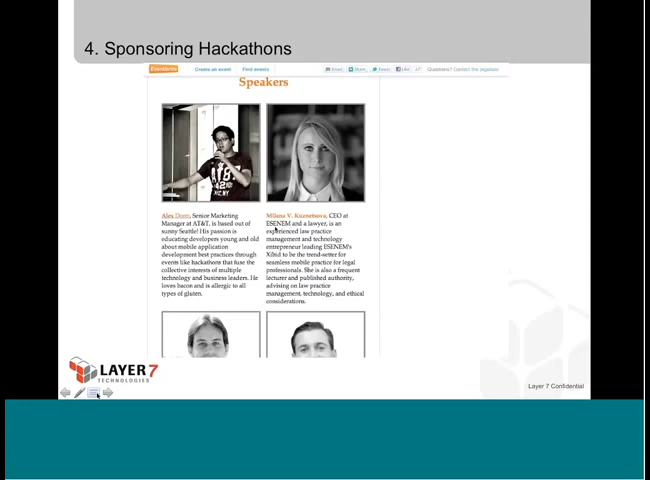 4. Sponsoring Hackathons
Eventbrite Create an event Find events Email Share Tweet Like Questions? Contact the organizer
Speakers
Alex Donn, Senior Marketing
Manager at AT&T, is based out of
sunny Seattle! His passion is
educating developers young and old
about mobile application
development best practices through
events like hackathons that fuse the
collective interests of multiple
technology and business leaders. He
loves bacon and is allergic to all
types of gluten.
Milana V. Kuznetsova, CEO at
ESENEM and a lawyer, is an
experienced law practice
management and technology
entrepreneur leading ESENEM's
to be the trend-setter for
seamless mobile practice for legal
professionals. She is also a frequent
lecturer and published authority,
advising on law practice
management, technology, and ethical
considerations.
LAYER 7
TECHNOLOGIES
Layer 7 Confidential